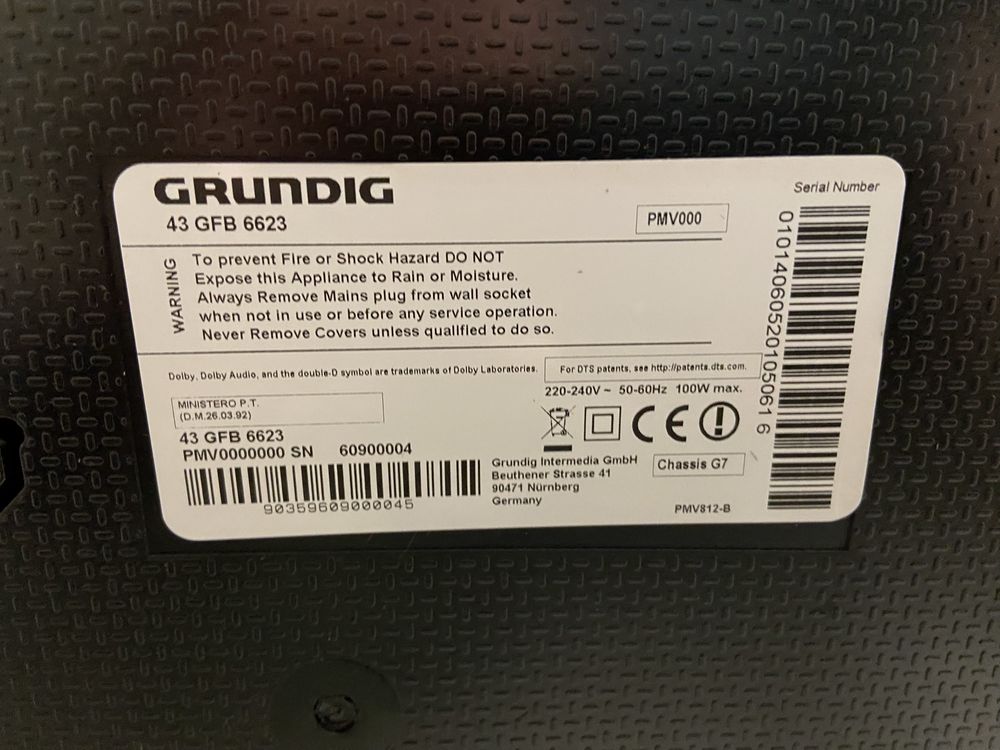 GRUNDIG
43 GFB 6623
PMV000
Serial Number
0101406052010506 16
WARNING
To prevent Fire or Shock Hazard DO NOT
Expose this Appliance to Rain or Moisture.
Always Remove Mains plug from wall socket
when not in use or before any service operation.
Never Remove Covers unless qualified to do so.
Dolby, Dolby Audio, and the double-D symbol are trademarks of Dolby Laboratories.
For DTS patents, see http://patents.dts.com.
220-240V ~ 50-60Hz 100W max.
MINISTERO P.T.
(D.M.26.03.92)
43 GFB 6623
PMV0000000 SN 60900004
90359609000045
CE
Grundig Intermedia GmbH
Beuthener Strasse 41
90471 Nürnberg
Germany
Chassis G7
PMV812-B